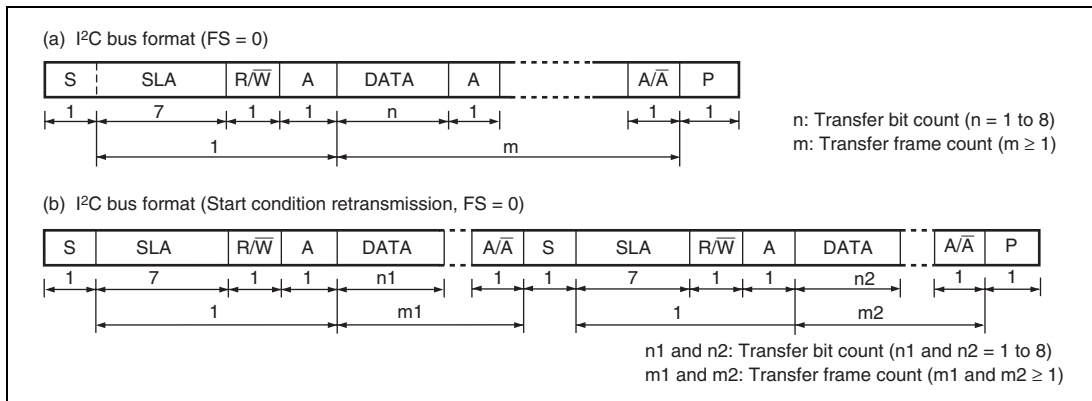 (a) I²C bus format (FS = 0)
S SLA R/W̅ A DATA A A/A̅ P
1 7 1 1 n 1 1 1
1 m
n: Transfer bit count (n = 1 to 8)
m: Transfer frame count (m ≥ 1)
(b) I²C bus format (Start condition retransmission, FS = 0)
S SLA R/W̅ A DATA A/A̅ S SLA R/W̅ A DATA A/A̅ P
1 7 1 1 n1 1 1 7 1 1 n2 1 1
1 m1 1 m2
n1 and n2: Transfer bit count (n1 and n2 = 1 to 8)
m1 and m2: Transfer frame count (m1 and m2 ≥ 1)